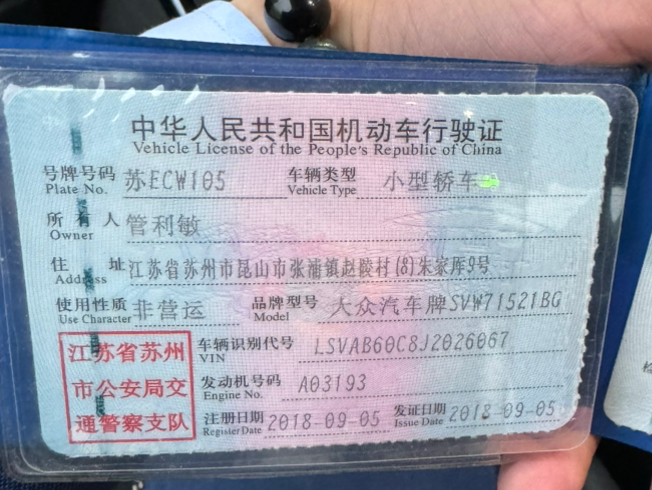 中华人民共和国机动车行驶证
Vehicle License of the People's Republic of China
号牌号码 苏ECW105 车辆类型 小型轿车
Plate No. Vehicle Type
所有人 管利敏
Owner
住址 江苏省苏州市昆山市张浦镇赵陵村(8)朱家厍9号
Address
使用性质 非营运 品牌型号 大众汽车牌SVW71521BG
Use Character Model
江苏省苏州 车辆识别代号 LSVAB60C8J2026067
VIN
市公安局交 发动机号码 A03193
Engine No.
通警察支队 注册日期 2018-09-05 发证日期 2018-09-05
Register Date Issue Date